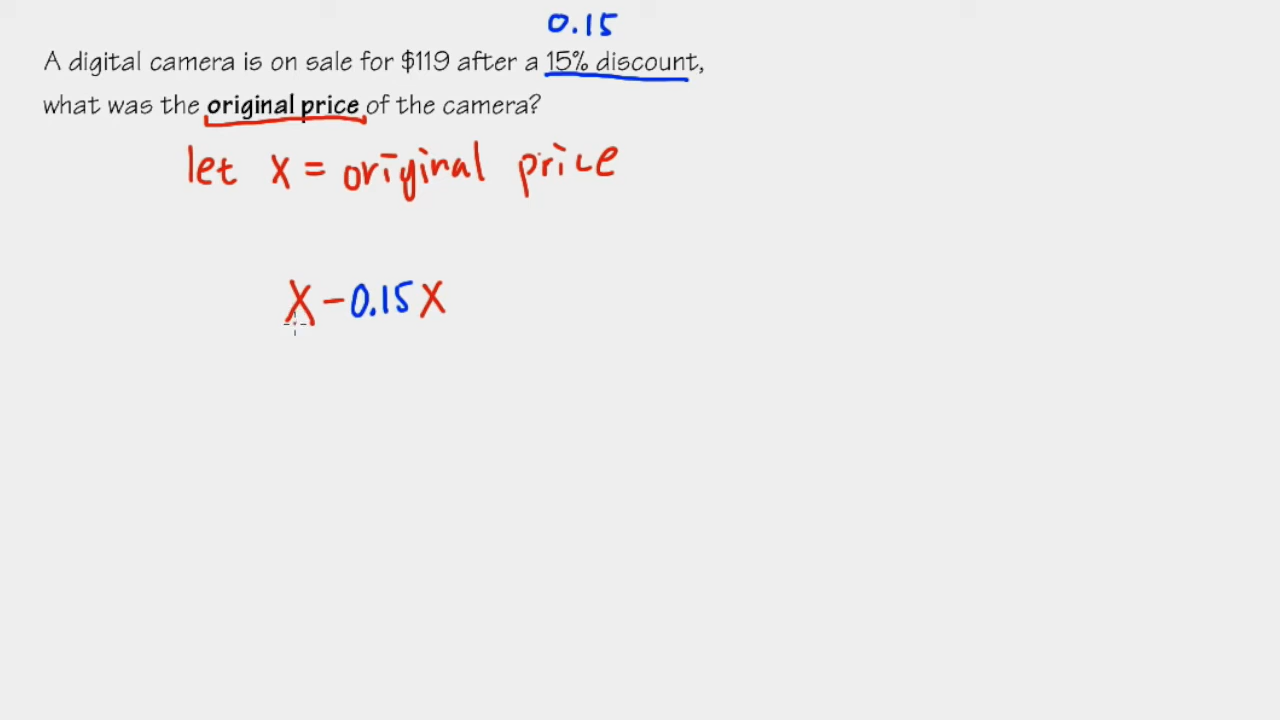 0.15
A digital camera is on sale for $119 after a 15% discount,
what was the original price of the camera?
let x = original price
X - 0.15 X